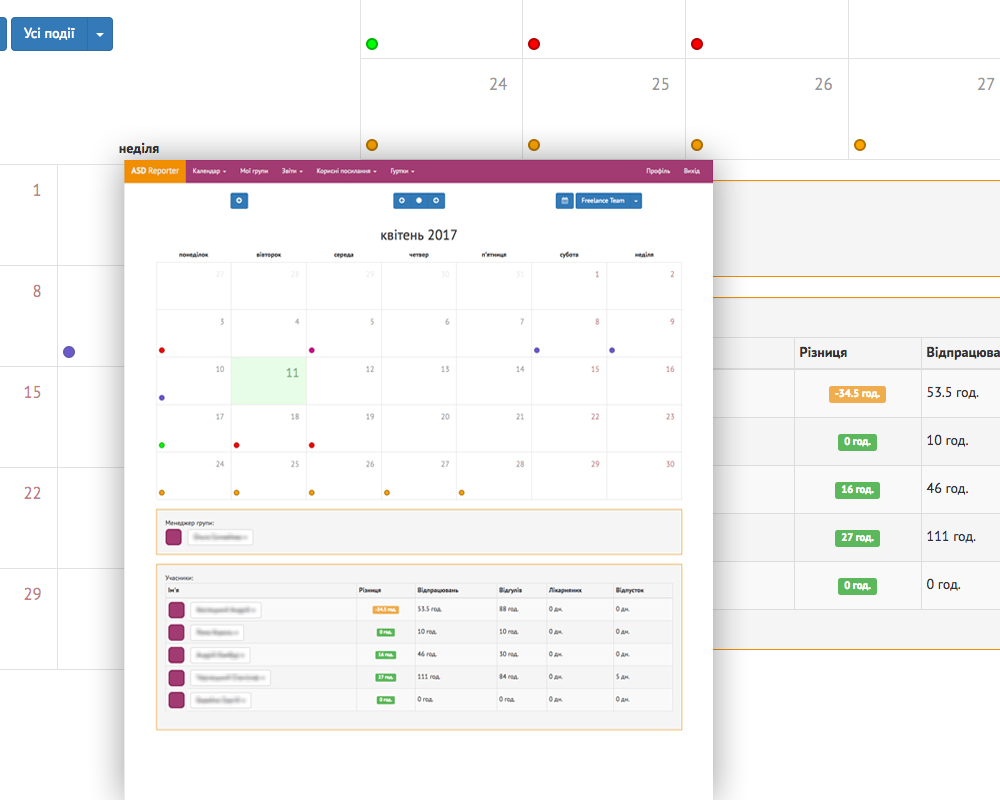 Усі події
24 25 26 27
неділя
1
8
15
22
29
ASD Reporter Календар Мої групи Звіти Корисні посилання Гуртки Профіль Вихід
Freelance Team
квітень 2017
понеділок вівторок середа четвер п'ятниця субота неділя
27 28 29 30 31 1 2
3 4 5 6 7 8 9
10 11 12 13 14 15 16
17 18 19 20 21 22 23
24 25 26 27 28 29 30
Менеджер групи:
Учасники:
Ім'я Різниця Відпрацювань Відгулів Лікарняних Відпусток
-34.5 год. 53.5 год. 88 год. 0 дн. 0 дн.
0 год. 10 год. 10 год. 0 дн. 0 дн.
16 год. 46 год. 30 год. 0 дн. 0 дн.
27 год. 111 год. 84 год. 0 дн. 5 дн.
0 год. 0 год. 0 год. 0 дн. 0 дн.
Різниця Відпрацюва
-34.5 год. 53.5 год.
0 год. 10 год.
16 год. 46 год.
27 год. 111 год.
0 год. 0 год.